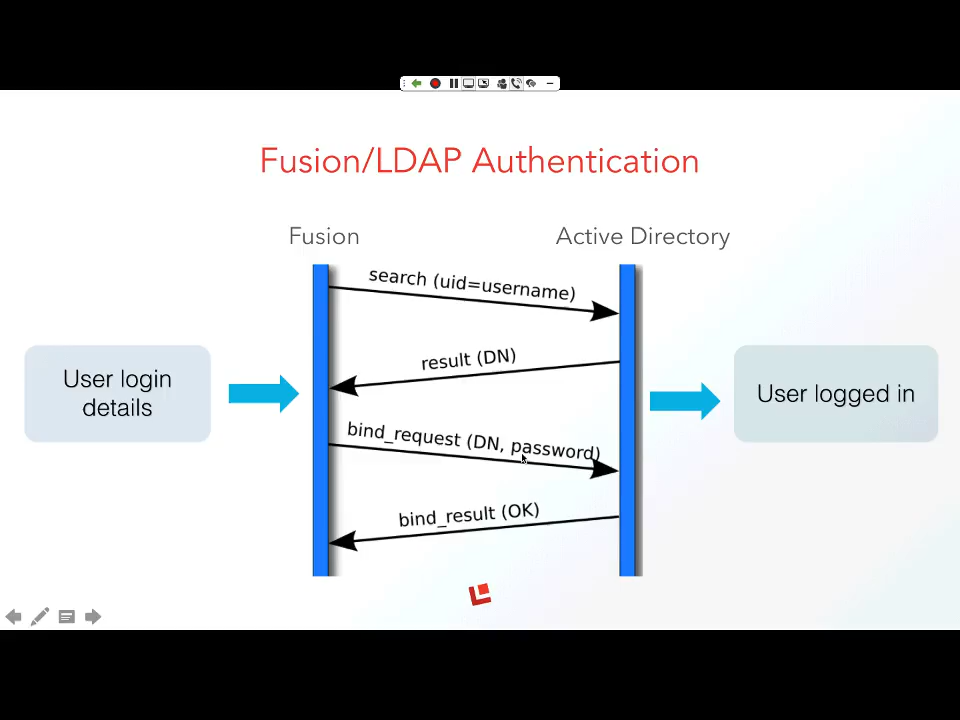 Fusion/LDAP Authentication
Fusion
Active Directory
search (uid=username)
result (DN)
bind_request (DN, password)
bind_result (OK)
User login
details
User logged in